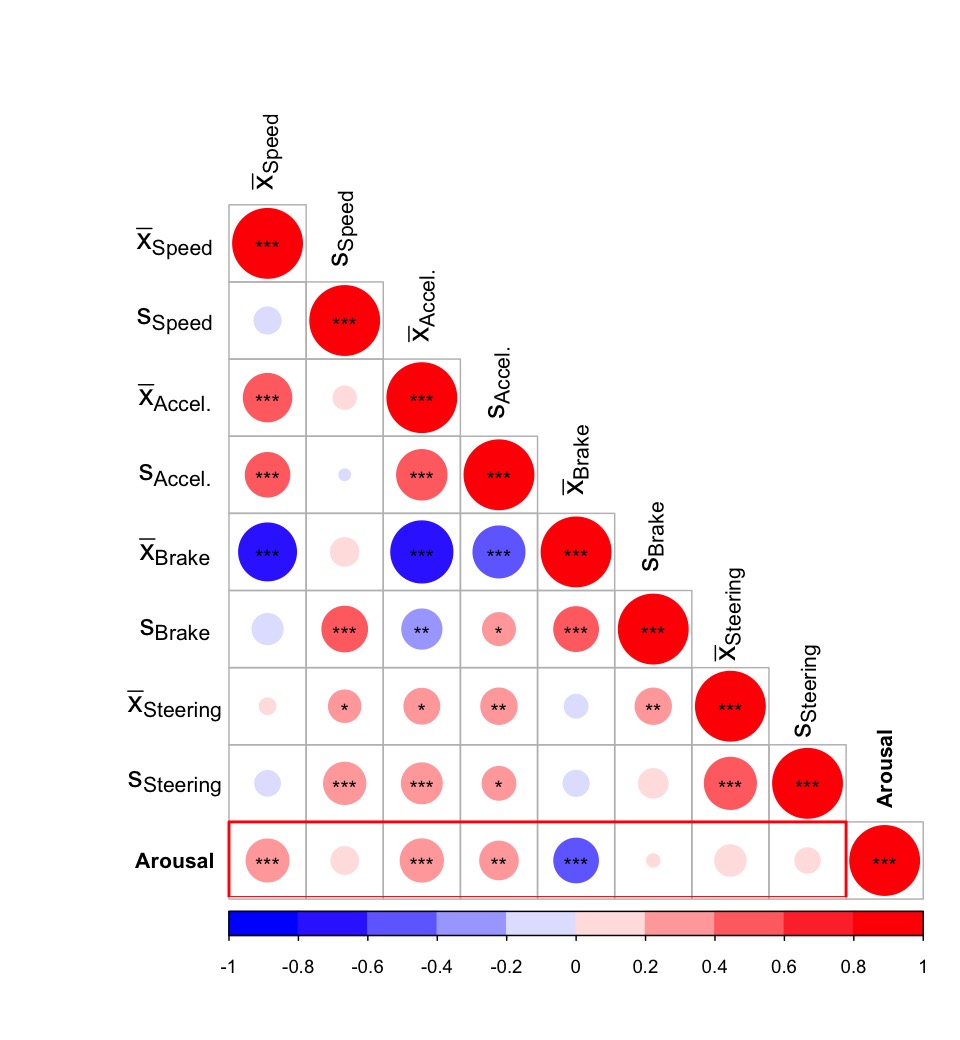 x̄Speed
sSpeed
x̄Accel.
sAccel.
x̄Brake
sBrake
x̄Steering
sSteering
Arousal
x̄Speed ***
sSpeed ***
x̄Accel. *** ***
sAccel. *** *** ***
x̄Brake *** *** *** ***
sBrake *** ** * *** ***
x̄Steering * * ** ** ***
sSteering *** *** * *** ***
Arousal *** *** ** *** ***
-1 -0.8 -0.6 -0.4 -0.2 0 0.2 0.4 0.6 0.8 1